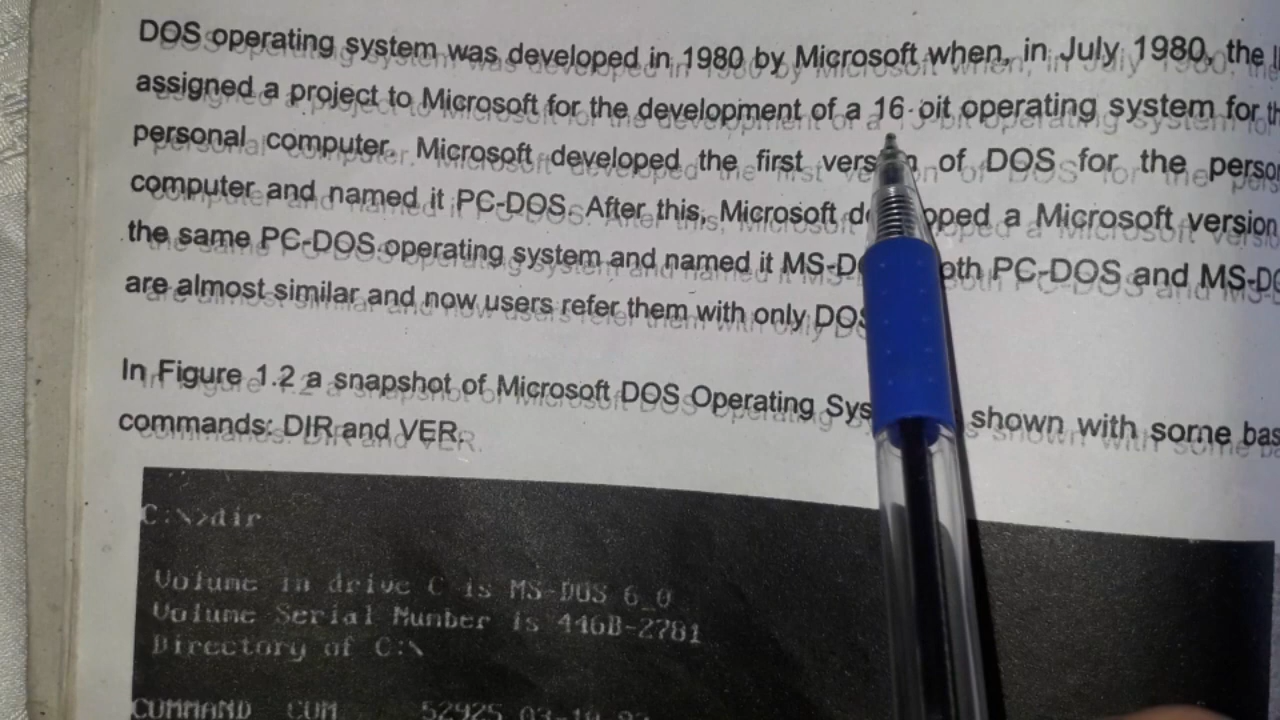 DOS operating system was developed in 1980 by Microsoft when, in July 1980, the
assigned a project to Microsoft for the development of a 16 bit operating system for
personal computer. Microsoft developed the first version of DOS for the
computer and named it PC-DOS. After this, Microsoft a Microsoft version
the same PC-DOS operating system and named it PC-DOS and
are almost similar and now users refer them with only
In Figure 1.2 a snapshot of Microsoft DOS Operating shown with some
commands: DIR and VER.
C:\>dir
Volume in drive C is MS-DOS 6_0
Volume Serial Number is 446B-2781
Directory of C:\
COMMAND COM 52925